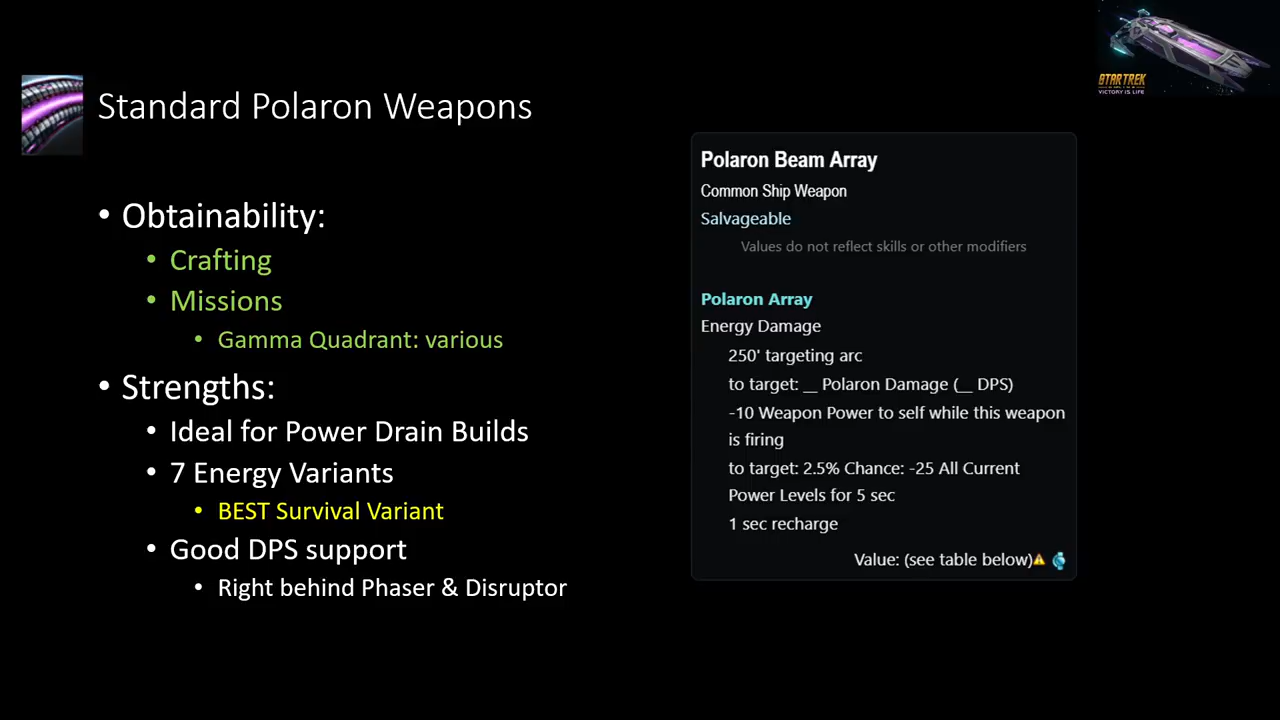 STAR TREK
VICTORY IS LIFE
Standard Polaron Weapons
• Obtainability:
• Crafting
• Missions
• Gamma Quadrant: various
• Strengths:
• Ideal for Power Drain Builds
• 7 Energy Variants
• BEST Survival Variant
• Good DPS support
• Right behind Phaser & Disruptor
Polaron Beam Array
Common Ship Weapon
Salvageable
Values do not reflect skills or other modifiers
Polaron Array
Energy Damage
250' targeting arc
to target: __ Polaron Damage (__ DPS)
-10 Weapon Power to self while this weapon
is firing
to target: 2.5% Chance: -25 All Current
Power Levels for 5 sec
1 sec recharge
Value: (see table below)